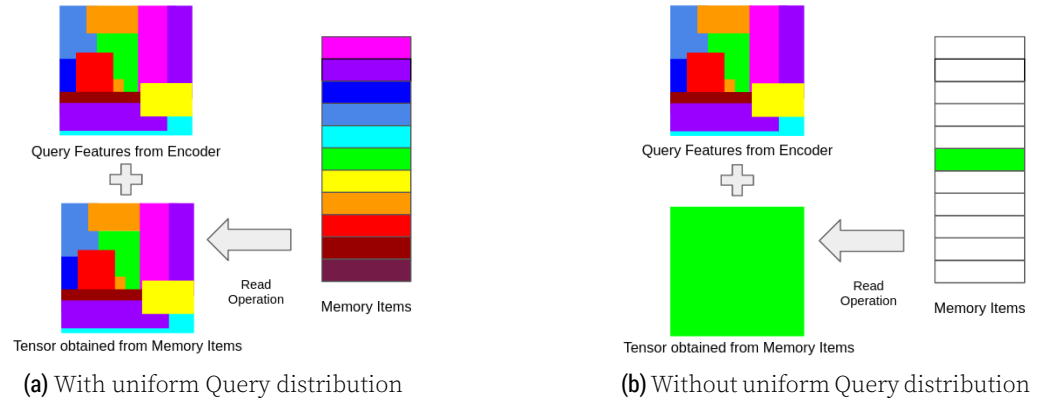 Query Features from Encoder
Read
Operation
Memory Items
Tensor obtained from Memory Items
(a) With uniform Query distribution
Query Features from Encoder
Read
Operation
Memory Items
Tensor obtained from Memory Items
(b) Without uniform Query distribution